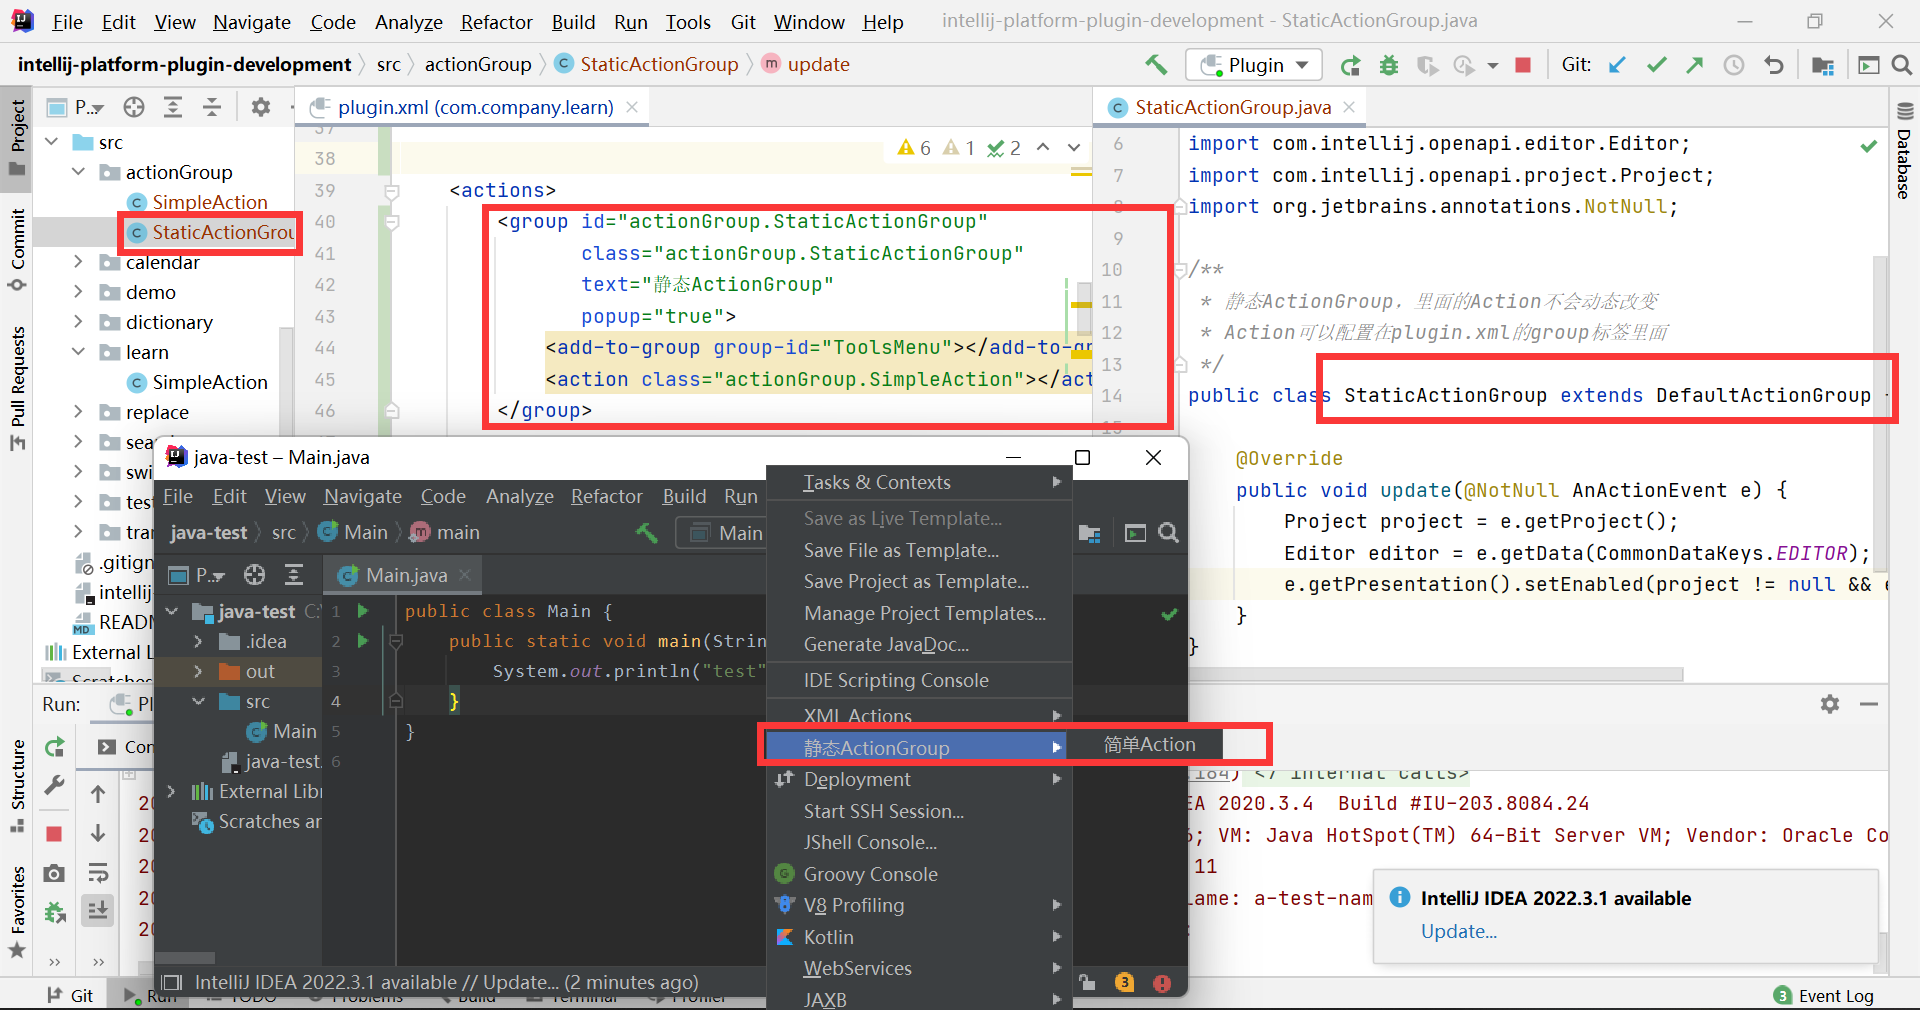 File Edit View Navigate Code Analyze Refactor Build Run Tools Git Window Help intellij-platform-plugin-development - StaticActionGroup.java
intellij-platform-plugin-development src actionGroup StaticActionGroup update Plugin Git:
Project
Commit
Pull Requests
Structure
Favorites
P...
src
actionGroup
SimpleAction
StaticActionGrou
calendar
demo
dictionary
learn
SimpleAction
replace
sea
swi
tes
tra
.gitign
intellij
READM
External L
Scratches
plugin.xml (com.company.learn)
6 1 2
37
38
39 <actions>
40 <group id="actionGroup.StaticActionGroup"
41 class="actionGroup.StaticActionGroup"
42 text="静态ActionGroup"
43 popup="true">
44 <add-to-group group-id="ToolsMenu"></add-to-gr
45 <action class="actionGroup.SimpleAction"></act
46 </group>
StaticActionGroup.java
6 import com.intellij.openapi.editor.Editor;
7 import com.intellij.openapi.project.Project;
8 import org.jetbrains.annotations.NotNull;
9
10 /**
11 * 静态ActionGroup，里面的Action不会动态改变
12 * Action可以配置在plugin.xml的group标签里面
13 */
14 public class StaticActionGroup extends DefaultActionGroup
15
@Override
public void update(@NotNull AnActionEvent e) {
Project project = e.getProject();
Editor editor = e.getData(CommonDataKeys.EDITOR);
e.getPresentation().setEnabled(project != null && e
}
}
Database
java-test – Main.java
File Edit View Navigate Code Analyze Refactor Build Run
java-test src Main main Main
P...
Main.java
java-test C:
.idea
out
src
Main
java-test.
External Libr
Scratches an
1 public class Main {
2 public static void main(Strin
3 System.out.println("test"
4 }
5 }
6
Tasks & Contexts
Save as Live Template...
Save File as Template...
Save Project as Template...
Manage Project Templates...
Generate JavaDoc...
IDE Scripting Console
XML Actions
静态ActionGroup 简单Action
Deployment
Start SSH Session...
JShell Console...
Groovy Console
V8 Profiling
Kotlin
WebServices
JAXB
IntelliJ IDEA 2022.3.1 available // Update... (2 minutes ago)
3
Run: Pl
Con
20
20
20
20
20
.184) </ internal calls>
EA 2020.3.4 Build #IU-203.8084.24
6; VM: Java HotSpot(TM) 64-Bit Server VM; Vendor: Oracle Co
11
ame: a-test-nam
IntelliJ IDEA 2022.3.1 available
Update...
Git Run TODO Problems Build Terminal Profiler
3 Event Log